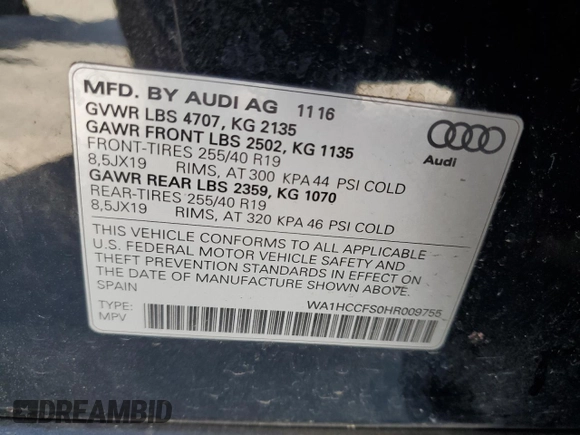 MFD. BY AUDI AG 11 16
GVWR LBS 4707, KG 2135
GAWR FRONT LBS 2502, KG 1135
FRONT-TIRES 255/40 R19
8,5JX19 RIMS, AT 300 KPA 44 PSI COLD
GAWR REAR LBS 2359, KG 1070
REAR-TIRES 255/40 R19
8,5JX19 RIMS, AT 320 KPA 46 PSI COLD
Audi
THIS VEHICLE CONFORMS TO ALL APPLICABLE
U.S. FEDERAL MOTOR VEHICLE SAFETY AND
THEFT PREVENTION STANDARDS IN EFFECT ON
THE DATE OF MANUFACTURE SHOWN ABOVE.
SPAIN
TYPE: WA1HCCFS0HR009755
MPV
DREAMBID